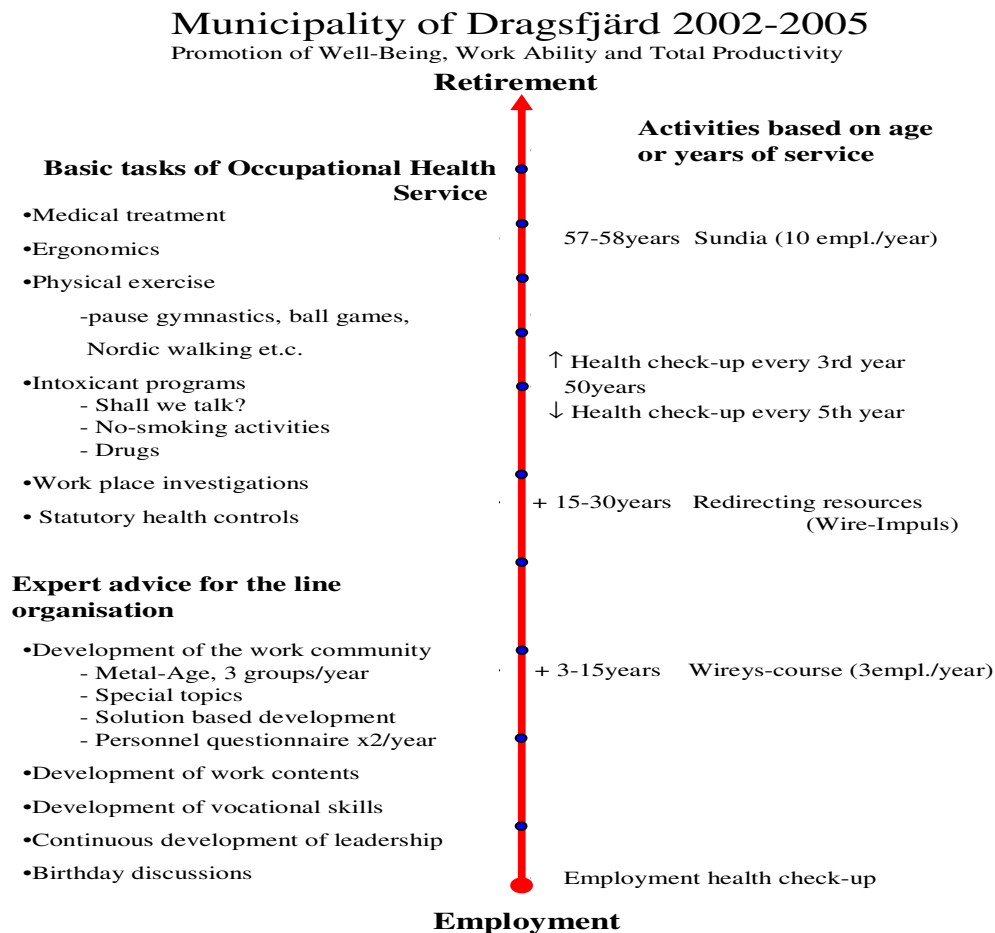 Municipality of Dragsfjärd 2002-2005
Promotion of Well-Being, Work Ability and Total Productivity
Retirement
Basic tasks of Occupational Health
Service
•Medical treatment
•Ergonomics
•Physical exercise
-pause gymnastics, ball games,
Nordic walking et.c.
•Intoxicant programs
- Shall we talk?
- No-smoking activities
- Drugs
•Work place investigations
• Statutory health controls
Expert advice for the line
organisation
•Development of the work community
- Metal-Age, 3 groups/year
- Special topics
- Solution based development
- Personnel questionnaire x2/year
•Development of work contents
•Development of vocational skills
•Continuous development of leadership
•Birthday discussions
Activities based on age
or years of service
57-58years Sundia (10 empl./year)
↑ Health check-up every 3rd year
50years
↓ Health check-up every 5th year
+ 15-30years Redirecting resources
(Wire-Impuls)
+ 3-15years Wireys-course (3empl./year)
Employment health check-up
Employment